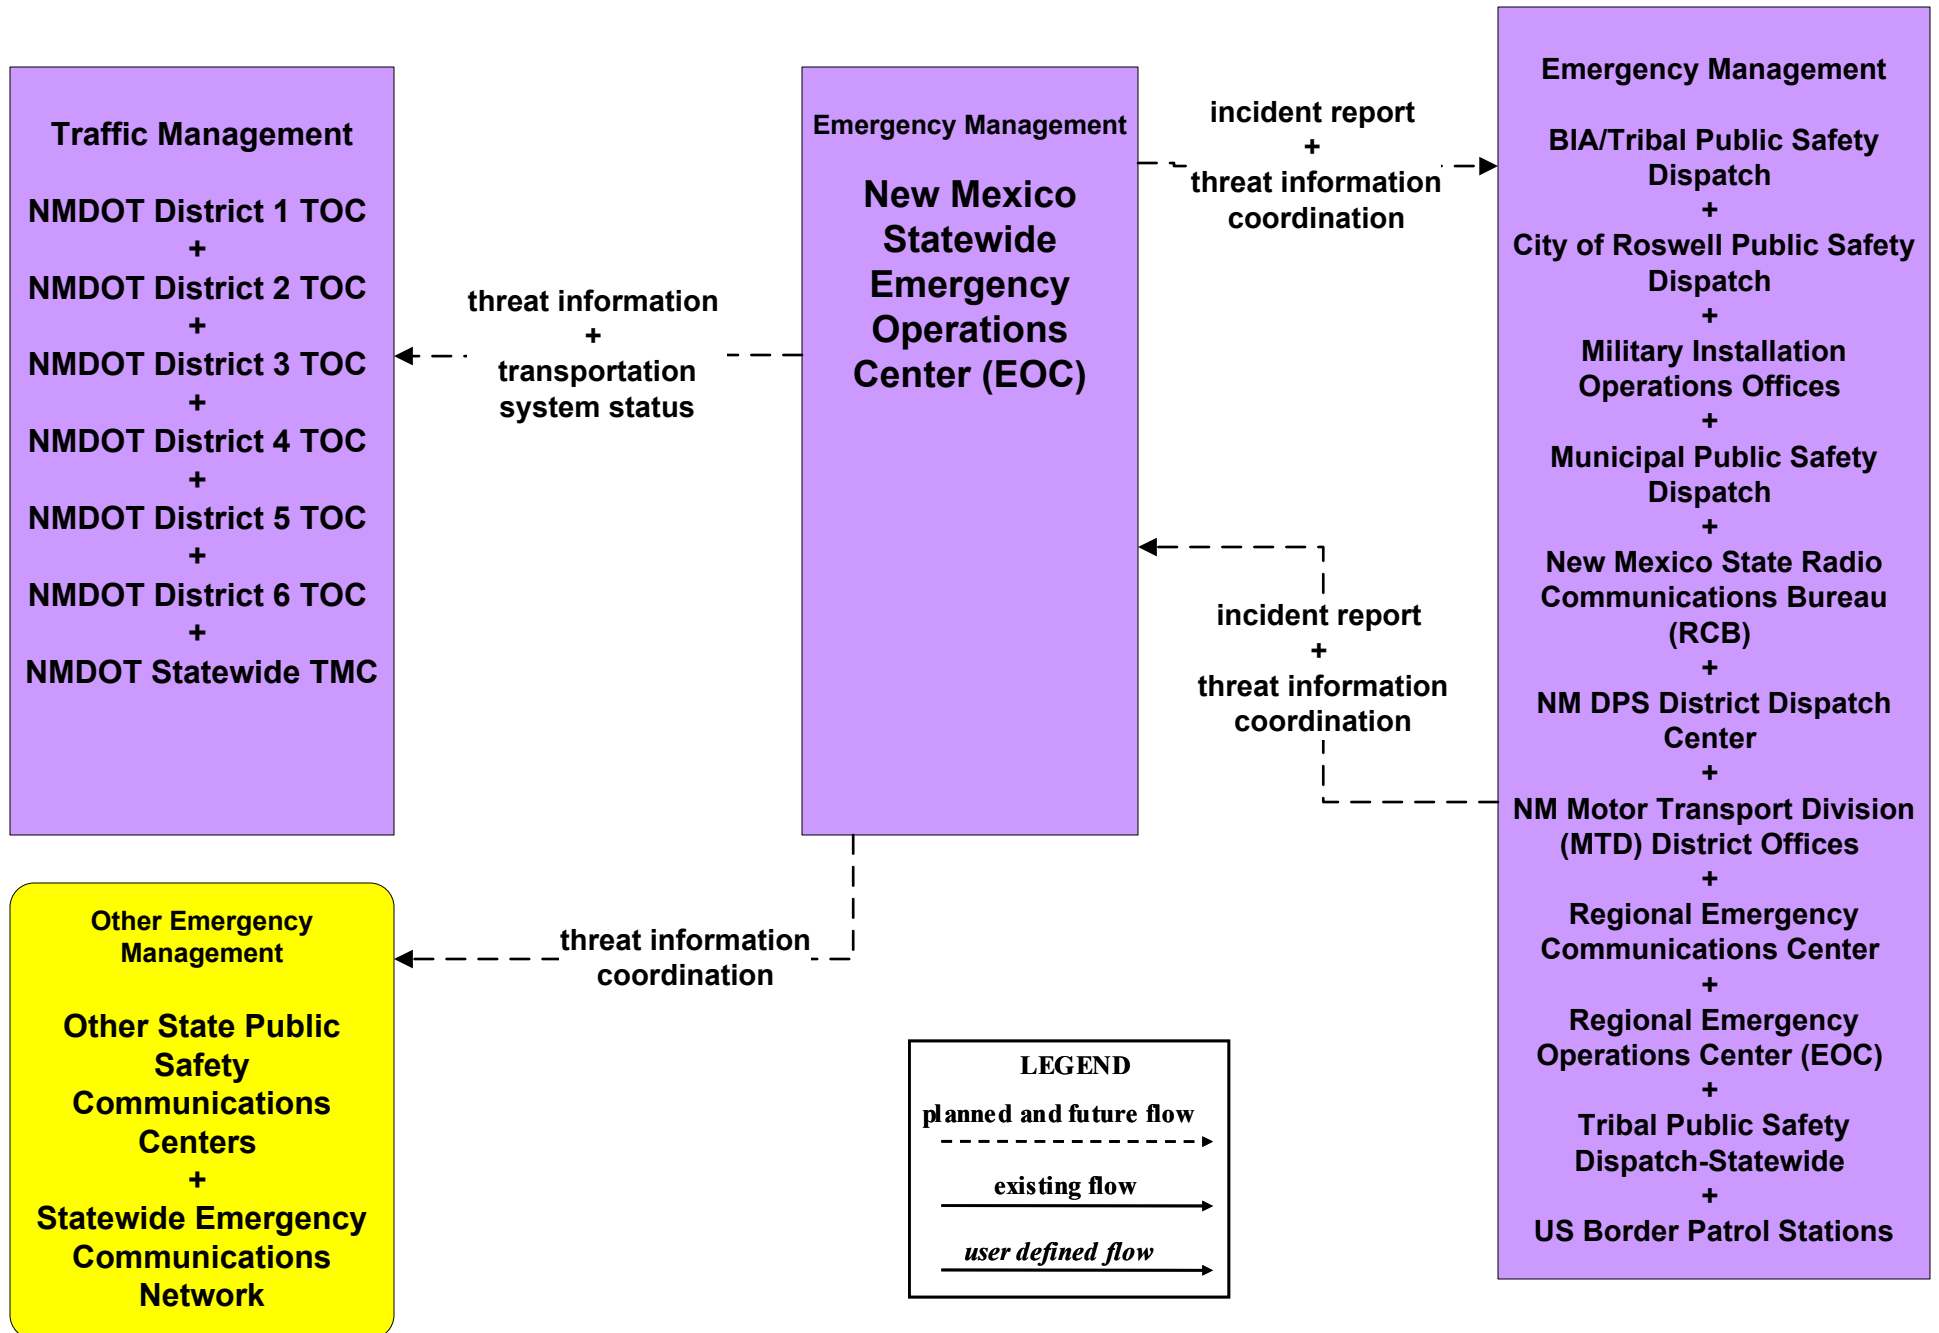 Traffic Management
NMDOT District 1 TOC
+
NMDOT District 2 TOC
+
NMDOT District 3 TOC
+
NMDOT District 4 TOC
+
NMDOT District 5 TOC
+
NMDOT District 6 TOC
+
NMDOT Statewide TMC
threat information
+
transportation
system status
Emergency Management
New Mexico
Statewide
Emergency
Operations
Center (EOC)
incident report
+
threat information
coordination
incident report
+
threat information
coordination
Emergency Management
BIA/Tribal Public Safety
Dispatch
+
City of Roswell Public Safety
Dispatch
+
Military Installation
Operations Offices
+
Municipal Public Safety
Dispatch
+
New Mexico State Radio
Communications Bureau
(RCB)
+
NM DPS District Dispatch
Center
+
NM Motor Transport Division
(MTD) District Offices
+
Regional Emergency
Communications Center
+
Regional Emergency
Operations Center (EOC)
+
Tribal Public Safety
Dispatch-Statewide
+
US Border Patrol Stations
Other Emergency
Management
Other State Public
Safety
Communications
Centers
+
Statewide Emergency
Communications
Network
threat information
coordination
LEGEND
planned and future flow
existing flow
user defined flow